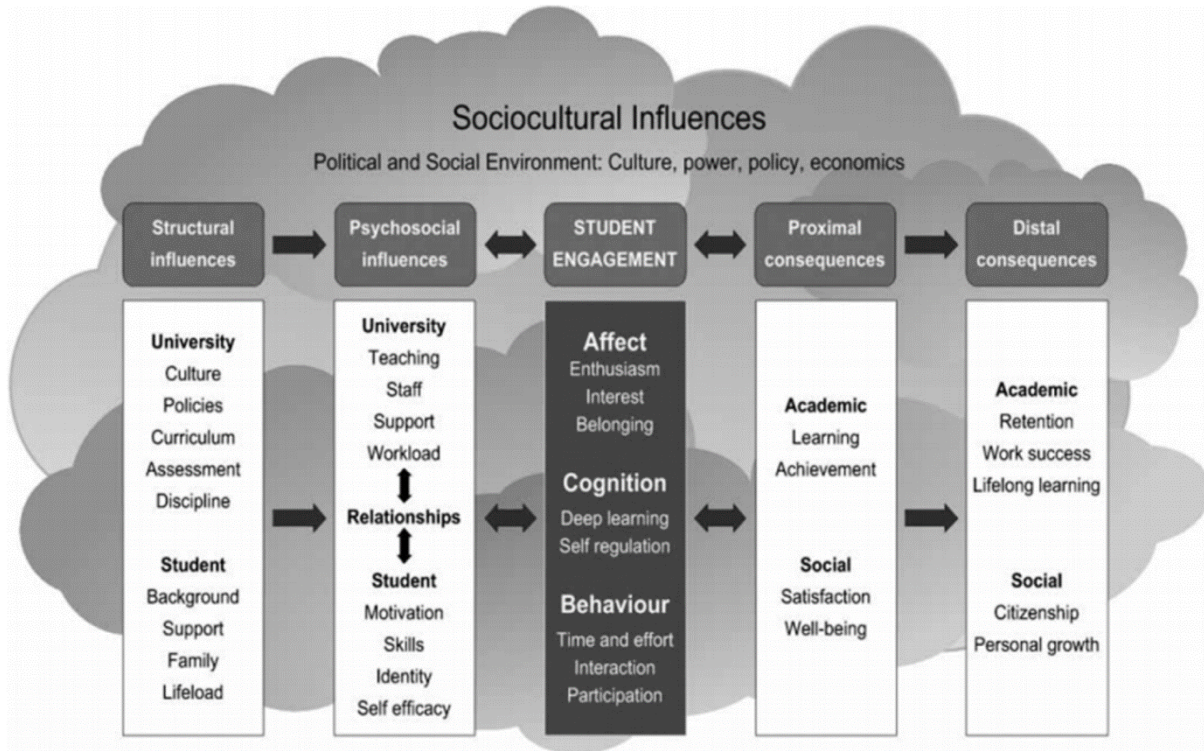 Sociocultural Influences
Political and Social Environment: Culture, power, policy, economics
Structural
influences
Psychosocial
influences
STUDENT
ENGAGEMENT
Proximal
consequences
Distal
consequences
University
Culture
Policies
Curriculum
Assessment
Discipline
Student
Background
Support
Family
Lifeload
University
Teaching
Staff
Support
Workload
Relationships
Student
Motivation
Skills
Identity
Self efficacy
Affect
Enthusiasm
Interest
Belonging
Cognition
Deep learning
Self regulation
Behaviour
Time and effort
Interaction
Participation
Academic
Learning
Achievement
Social
Satisfaction
Well-being
Academic
Retention
Work success
Lifelong learning
Social
Citizenship
Personal growth